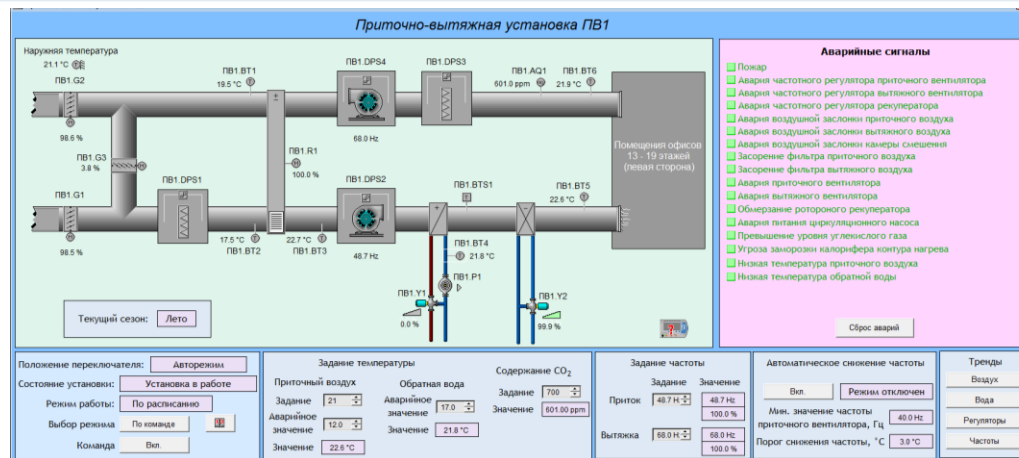 Приточно-вытяжная установка ПВ1
Наружняя температура
21.1 °C
ПВ1.G2
98.6 %
ПВ1.BT1
19.5 °C
ПВ1.DPS4
68.0 Hz
ПВ1.DPS3
ПВ1.AQ1
601.0 ppm
ПВ1.BT6
21.9 °C
ПВ1.G3
3.8 %
ПВ1.R1
100.0 %
Помещения офисов
13 - 19 этажей
(левая сторона)
ПВ1.G1
98.5 %
ПВ1.DPS1
17.5 °C
ПВ1.BT2
22.7 °C
ПВ1.BT3
ПВ1.DPS2
48.7 Hz
ПВ1.BTS1
ПВ1.BT5
22.6 °C
ПВ1.BT4
21.8 °C
ПВ1.P1
ПВ1.Y1
0.0 %
ПВ1.Y2
99.9 %
Текущий сезон: Лето
Аварийные сигналы
Пожар
Авария частотного регулятора приточного вентилятора
Авария частотного регулятора вытяжного вентилятора
Авария частотного регулятора рекуператора
Авария воздушной заслонки приточного воздуха
Авария воздушной заслонки вытяжного воздуха
Авария воздушной заслонки камеры смешения
Засорение фильтра приточного воздуха
Засорение фильтра вытяжного воздуха
Авария приточного вентилятора
Авария вытяжного вентилятора
Обмерзание роторного рекуператора
Авария питания циркуляционного насоса
Превышение уровня углекислого газа
Угроза заморозки калорифера контура нагрева
Низкая температура приточного воздуха
Низкая температура обратной воды
Сброс аварий
Положение переключателя: Авторежим
Состояние установки: Установка в работе
Режим работы: По расписанию
Выбор режима По команде
Команда Вкл.
Задание температуры
Приточный воздух
Задание 21
Аварийное
значение 12.0
Значение 22.6 °C
Обратная вода
Аварийное
значение 17.0
Значение 21.8 °C
Содержание CO2
Задание 700
Значение 601.00 ppm
Задание частоты
Задание Значение
Приток 48.7 H 48.7 Hz
100.0 %
Вытяжка 68.0 H 68.0 Hz
100.0 %
Автоматическое снижение частоты
Вкл. Режим отключен
Мин. значение частоты
приточного вентилятора, Гц 40.0 Hz
Порог снижения частоты, °C 3.0 °C
Тренды
Воздух
Вода
Регуляторы
Частоты